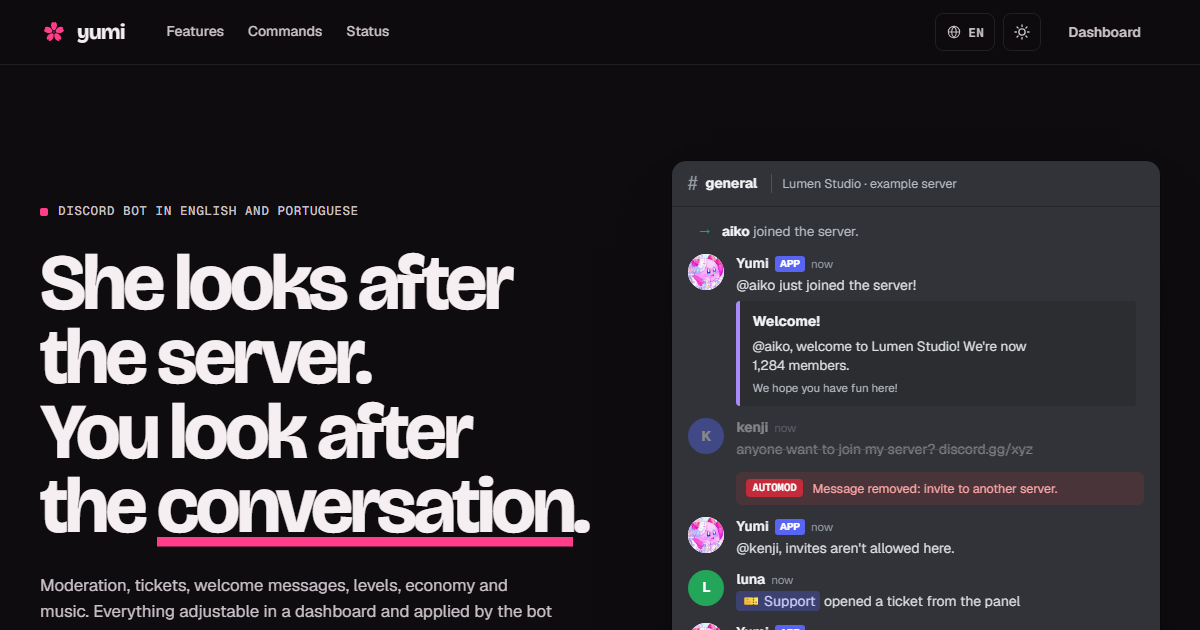 yumi
Features
Commands
Status
EN
Dashboard
DISCORD BOT IN ENGLISH AND PORTUGUESE
She looks after
the server.
You look after
the conversation.
Moderation, tickets, welcome messages, levels, economy and
music. Everything adjustable in a dashboard and applied by the bot
# general
Lumen Studio · example server
→ aiko joined the server.
Yumi APP now
@aiko just joined the server!
Welcome!
@aiko, welcome to Lumen Studio! We're now
1,284 members.
We hope you have fun here!
K
kenji now
anyone want to join my server? discord.gg/xyz
AUTOMOD Message removed: invite to another server.
Yumi APP now
@kenji, invites aren't allowed here.
L
luna now
🎫 Support opened a ticket from the panel
Yumi APP now